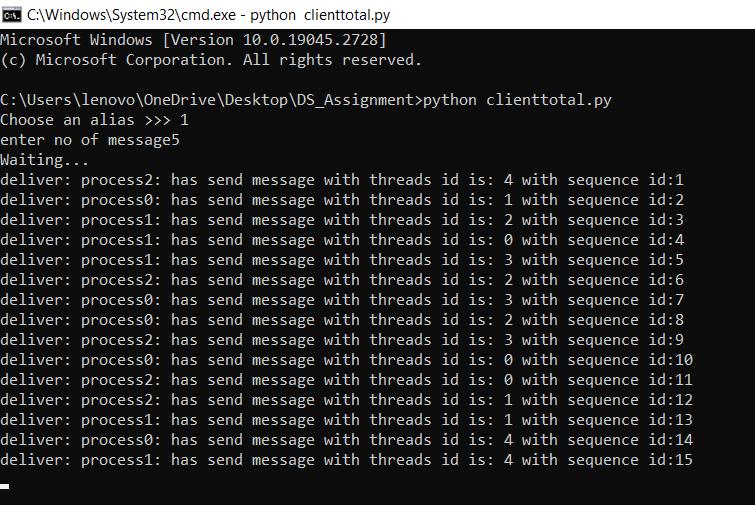 C:\Windows\System32\cmd.exe - python  clienttotal.py
Microsoft Windows [Version 10.0.19045.2728]
(c) Microsoft Corporation. All rights reserved.
C:\Users\lenovo\OneDrive\Desktop\DS_Assignment>python clienttotal.py
Choose an alias >>> 1
enter no of message5
Waiting...
deliver: process2: has send message with threads id is: 4 with sequence id:1
deliver: process0: has send message with threads id is: 1 with sequence id:2
deliver: process1: has send message with threads id is: 2 with sequence id:3
deliver: process1: has send message with threads id is: 0 with sequence id:4
deliver: process1: has send message with threads id is: 3 with sequence id:5
deliver: process2: has send message with threads id is: 2 with sequence id:6
deliver: process0: has send message with threads id is: 3 with sequence id:7
deliver: process0: has send message with threads id is: 2 with sequence id:8
deliver: process2: has send message with threads id is: 3 with sequence id:9
deliver: process0: has send message with threads id is: 0 with sequence id:10
deliver: process2: has send message with threads id is: 0 with sequence id:11
deliver: process2: has send message with threads id is: 1 with sequence id:12
deliver: process1: has send message with threads id is: 1 with sequence id:13
deliver: process0: has send message with threads id is: 4 with sequence id:14
deliver: process1: has send message with threads id is: 4 with sequence id:15